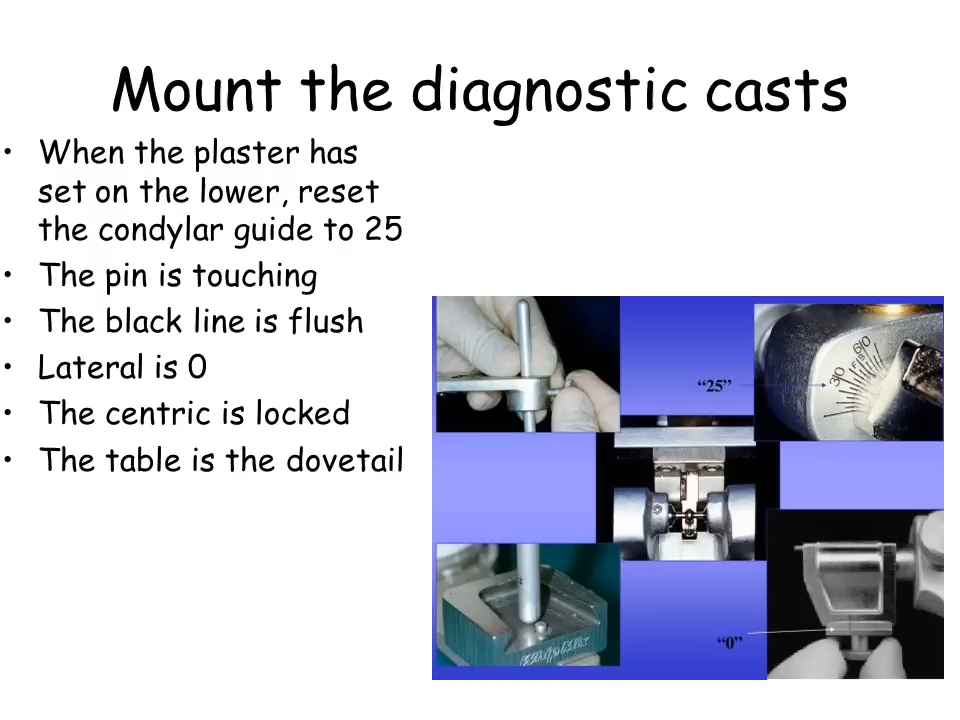 Mount the diagnostic casts
• When the plaster has
set on the lower, reset
the condylar guide to 25
• The pin is touching
• The black line is flush
• Lateral is 0
• The centric is locked
• The table is the dovetail
“25”
30
60
“0”